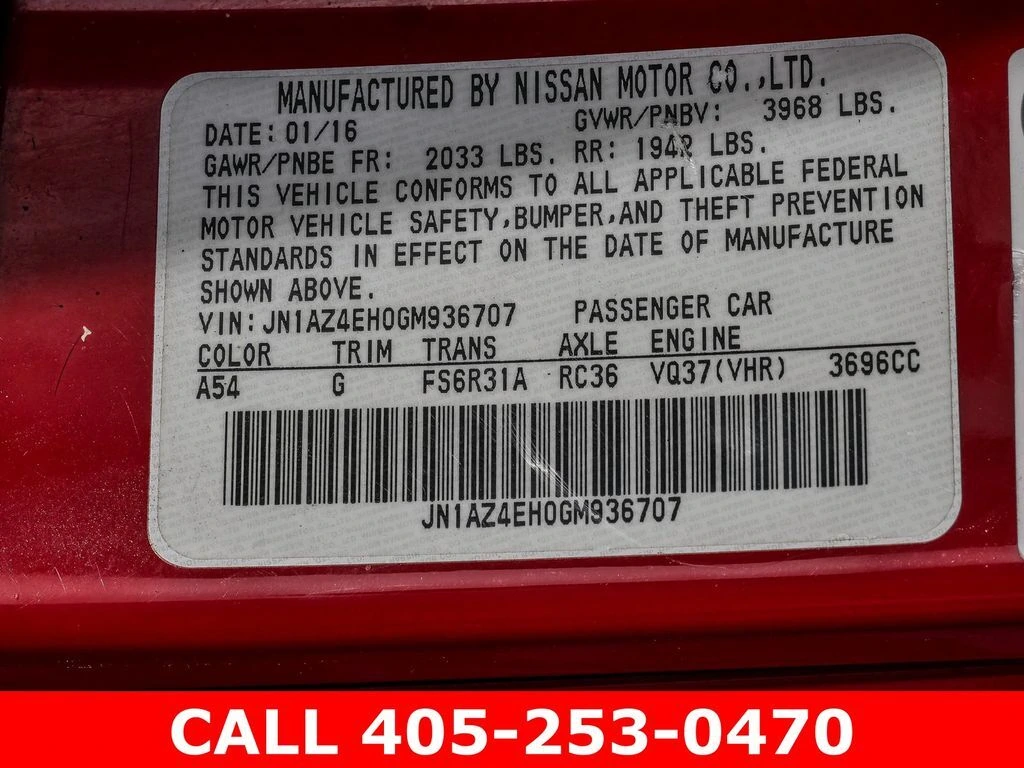 MANUFACTURED BY NISSAN MOTOR CO.,LTD.
DATE: 01/16 GVWR/PNBV: 3968 LBS.
GAWR/PNBE FR: 2033 LBS. RR: 1942 LBS.
THIS VEHICLE CONFORMS TO ALL APPLICABLE FEDERAL
MOTOR VEHICLE SAFETY,BUMPER,AND THEFT PREVENTION
STANDARDS IN EFFECT ON THE DATE OF MANUFACTURE
SHOWN ABOVE.
VIN: JN1AZ4EH0GM936707 PASSENGER CAR
COLOR TRIM TRANS AXLE ENGINE
A54 G FS6R31A RC36 VQ37(VHR) 3696CC
JN1AZ4EH0GM936707
CALL 405-253-0470